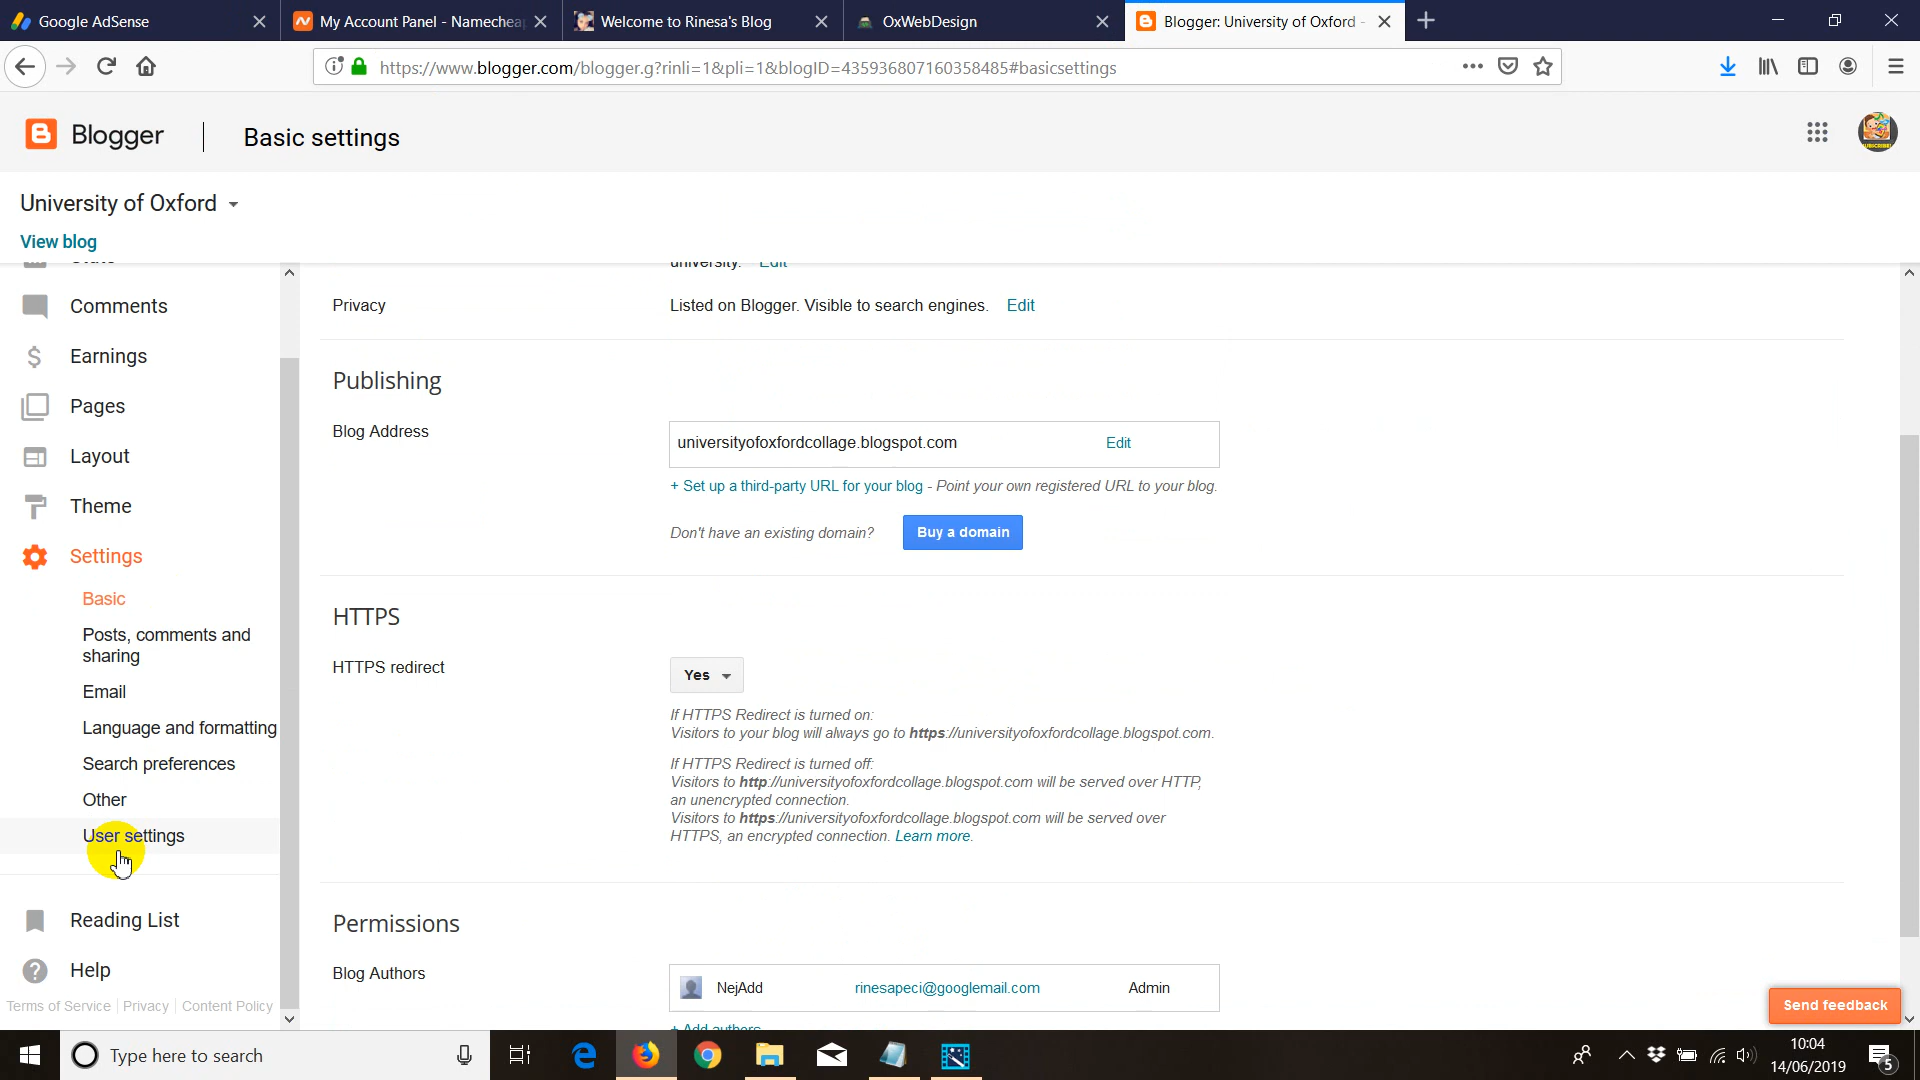 Google AdSense
My Account Panel - Namecheap
Welcome to Rinesa's Blog
OxWebDesign
Blogger: University of Oxford -
https://www.blogger.com/blogger.g?rinli=1&pli=1&blogID=435936807160358485#basicsettings
Blogger
Basic settings
University of Oxford
View blog
Stats
Comments
Earnings
Pages
Layout
Theme
Settings
Basic
Posts, comments and
sharing
Email
Language and formatting
Search preferences
Other
User settings
Reading List
Help
Terms of Service
Privacy
Content Policy
university. Edit
Privacy
Listed on Blogger. Visible to search engines. Edit
Publishing
Blog Address
universityofoxfordcollage.blogspot.com
Edit
+ Set up a third-party URL for your blog - Point your own registered URL to your blog.
Don't have an existing domain?
Buy a domain
HTTPS
HTTPS redirect
Yes
If HTTPS Redirect is turned on:
Visitors to your blog will always go to https://universityofoxfordcollage.blogspot.com.
If HTTPS Redirect is turned off:
Visitors to http://universityofoxfordcollage.blogspot.com will be served over HTTP,
an unencrypted connection.
Visitors to https://universityofoxfordcollage.blogspot.com will be served over
HTTPS, an encrypted connection. Learn more.
Permissions
Blog Authors
NejAdd
rinesapeci@googlemail.com
Admin
+ Add authors
Send feedback
Type here to search
10:04
14/06/2019
5